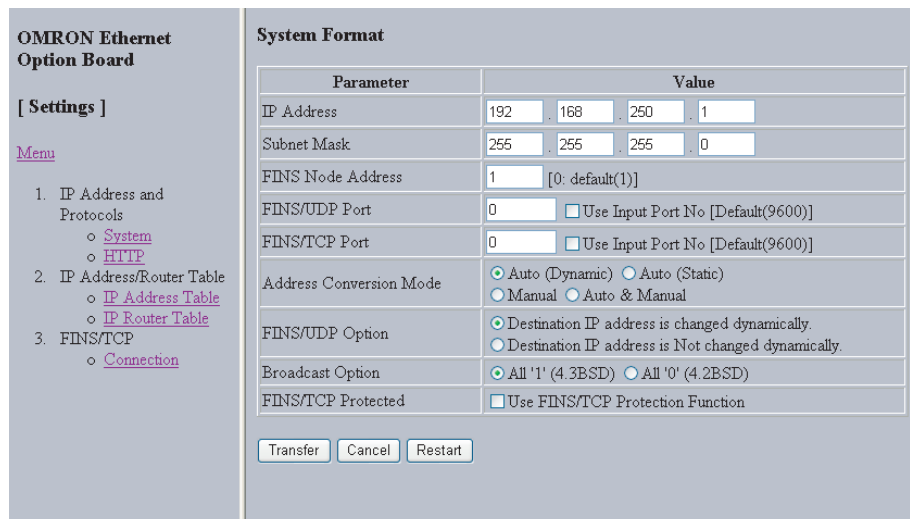 OMRON Ethernet
Option Board
[ Settings ]
Menu
1. IP Address and
Protocols
o System
o HTTP
2. IP Address/Router Table
o IP Address Table
o IP Router Table
3. FINS/TCP
o Connection
System Format
Parameter Value
IP Address 192 . 168 . 250 . 1
Subnet Mask 255 . 255 . 255 . 0
FINS Node Address 1 [0: default(1)]
FINS/UDP Port 0 Use Input Port No [Default(9600)]
FINS/TCP Port 0 Use Input Port No [Default(9600)]
Address Conversion Mode
Auto (Dynamic) Auto (Static)
Manual Auto & Manual
FINS/UDP Option
Destination IP address is changed dynamically.
Destination IP address is Not changed dynamically.
Broadcast Option All '1' (4.3BSD) All '0' (4.2BSD)
FINS/TCP Protected Use FINS/TCP Protection Function
Transfer Cancel Restart